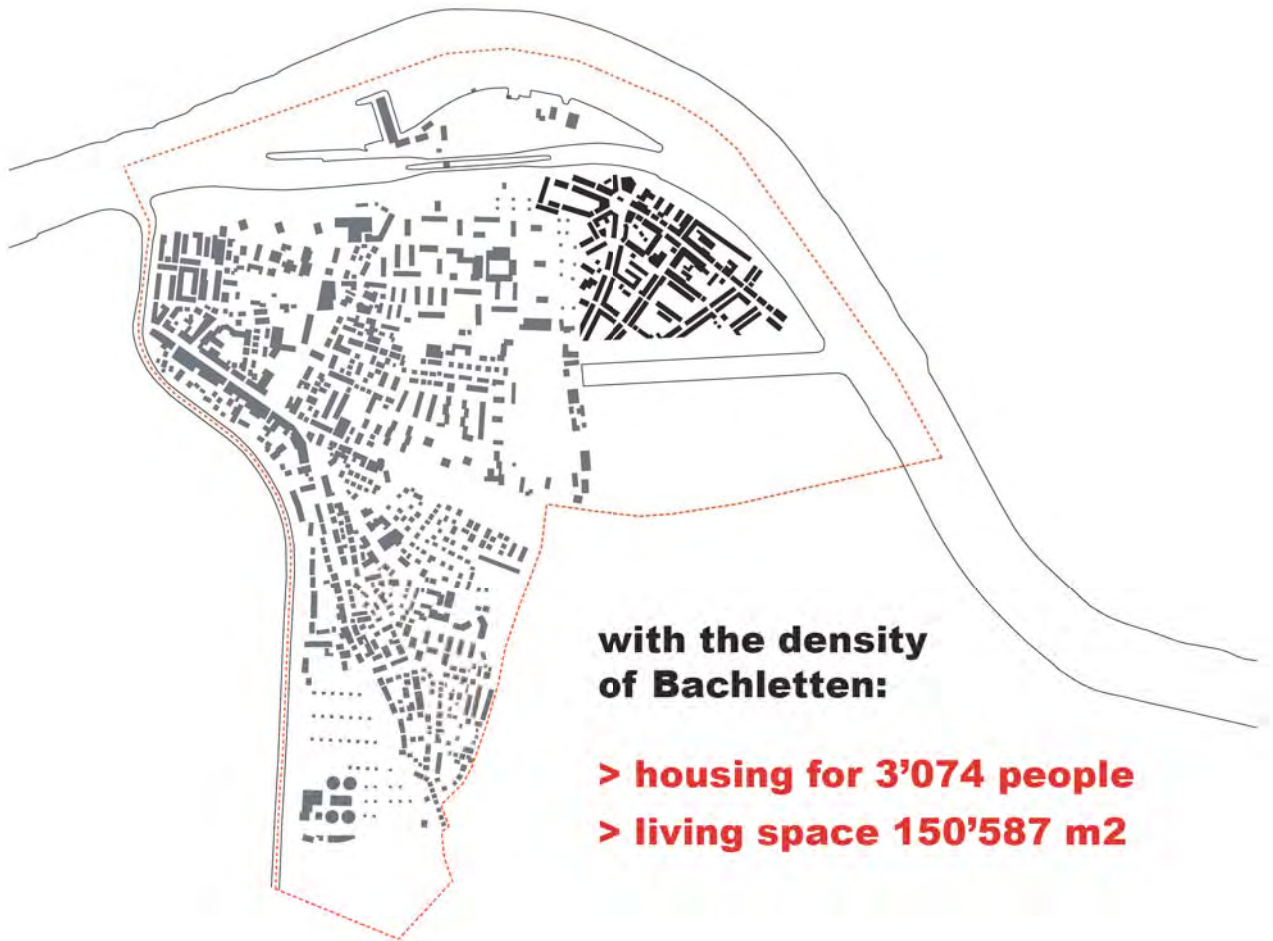 with the density
of Bachletten:
> housing for 3’074 people
> living space 150’587 m2